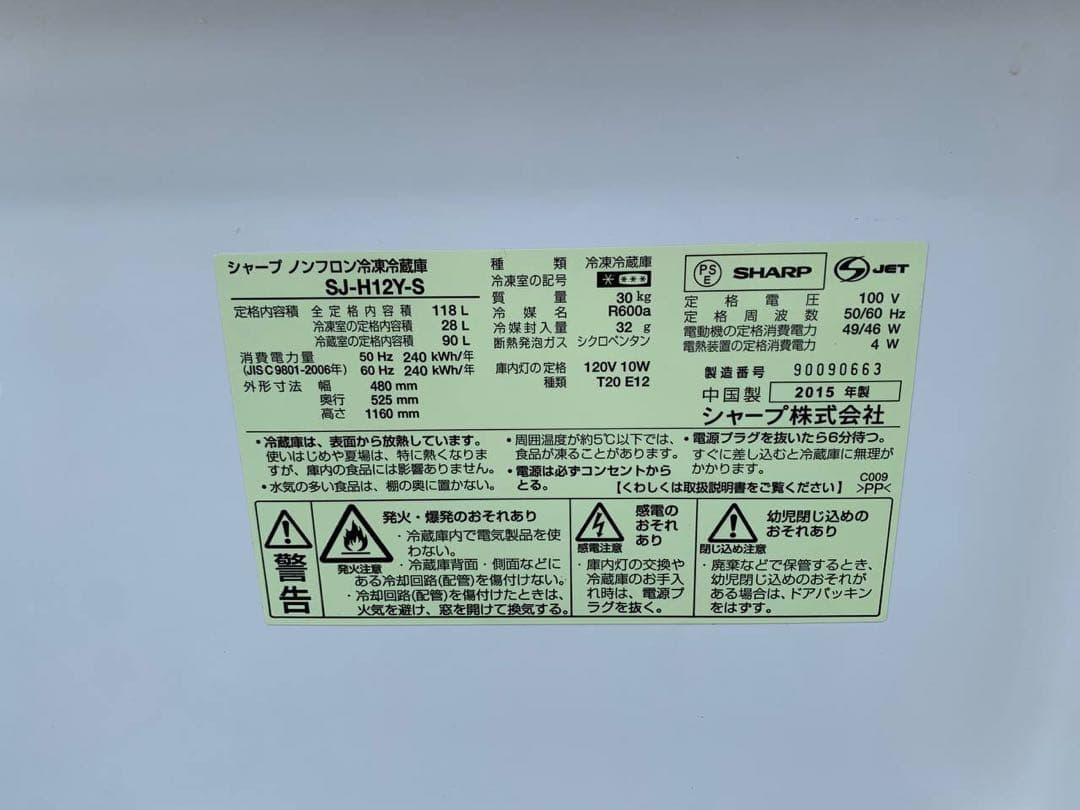 シャープ ノンフロン冷凍冷蔵庫
SJ-H12Y-S
定格内容積 全定格内容積 118 L
冷凍室の定格内容積 28 L
冷蔵室の定格内容積 90 L
消費電力量 50 Hz 240 kWh/年
(JIS C 9801-2006年) 60 Hz 240 kWh/年
外形寸法 幅 480 mm
奥行 525 mm
高さ 1160 mm
種類 冷凍冷蔵庫
冷凍室の記号
質量 30 kg
冷媒名 R600a
冷媒封入量 32 g
断熱発泡ガス シクロペンタン
庫内灯の定格 120V 10W
種類 T20 E12
PS E SHARP JET
定格電圧 100 V
定格周波数 50/60 Hz
電動機の定格消費電力 49/46 W
電熱装置の定格消費電力 4 W
製造番号 90090663
中国製 2015 年製
シャープ株式会社
・冷蔵庫は、表面から放熱しています。
使いはじめや夏場は、特に熱くなりま
すが、庫内の食品には影響ありません。
・水気の多い食品は、棚の奥に置かない。
・周囲温度が約5℃以下では、
食品が凍ることがあります。
・電源は必ずコンセントから
とる。
・電源プラグを抜いたら6分待つ。
すぐに差し込むと冷蔵庫に無理が
かかります。
【くわしくは取扱説明書をご覧ください】
C009
>PP<
警告
発火・爆発のおそれあり
発火注意
・冷蔵庫内で電気製品を使
わない。
・冷蔵庫背面・側面などに
ある冷却回路(配管)を傷付けない。
・冷却回路(配管)を傷付けたときは、
火気を避け、窓を開けて換気する。
感電の
おそれ
あり
感電注意
・庫内灯の交換や
冷蔵庫のお手入
れ時は、電源プ
ラグを抜く。
幼児閉じ込めの
おそれあり
閉じ込め注意
・廃棄などで保管するとき、
幼児閉じ込めのおそれが
ある場合は、ドアパッキン
をはずす。